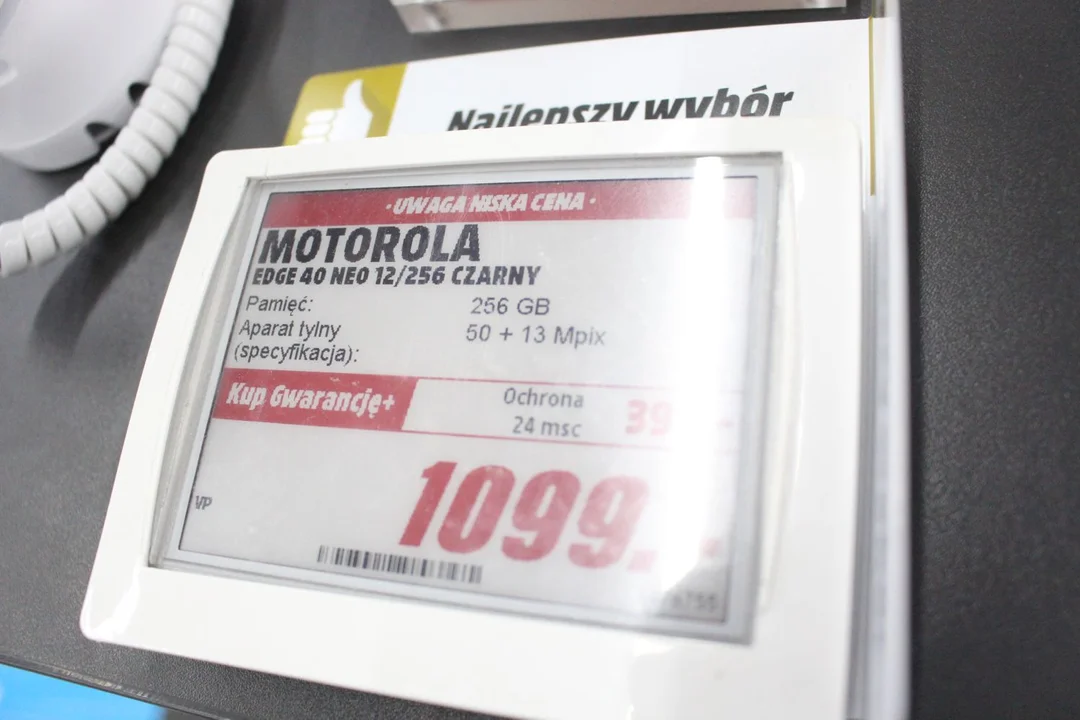 Najlepszy wybór
· UWAGA NISKA CENA ·
MOTOROLA
EDGE 40 NEO 12/256 CZARNY
Pamięć: 256 GB
Aparat tylny 50 + 13 Mpix
(specyfikacja):
Kup Gwarancję+ Ochrona
24 msc
1099.
VP